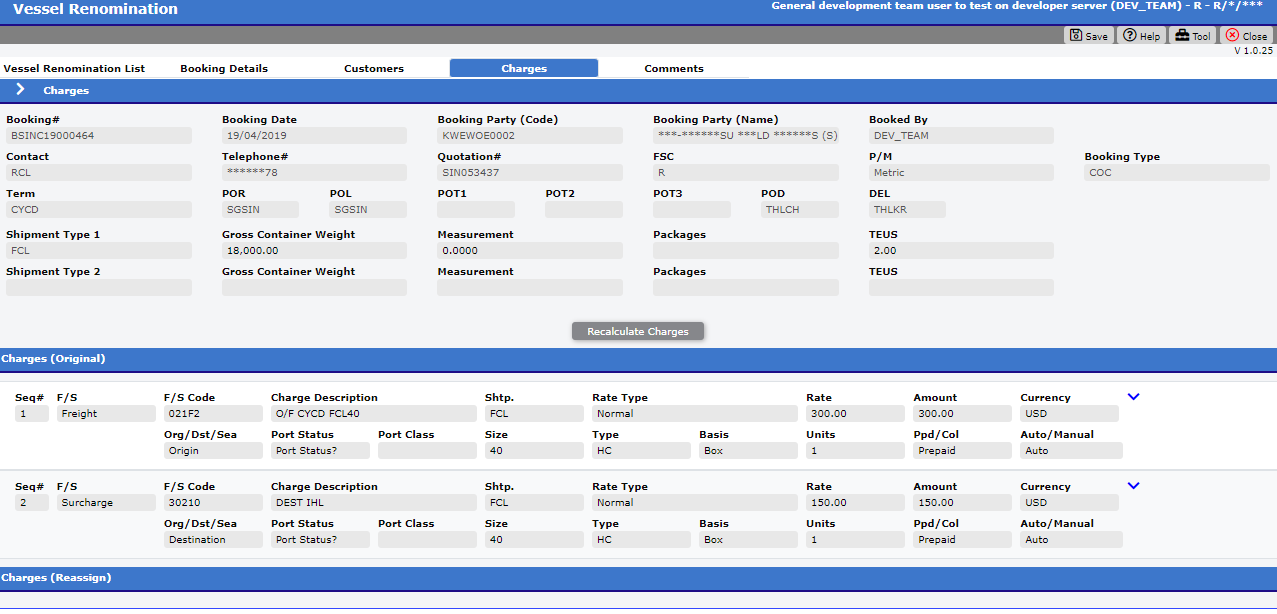 Vessel Renomination
General development team user to test on developer server (DEV_TEAM) - R - R/*/***
Save Help Tool Close
V 1.0.25
Vessel Renomination List Booking Details Customers Charges Comments
Charges
Booking# Booking Date Booking Party (Code) Booking Party (Name) Booked By
BSINC19000464 19/04/2019 KWEWOE0002 ***-******SU ***LD ******S (S) DEV_TEAM
Contact Telephone# Quotation# FSC P/M Booking Type
RCL ******78 SIN053437 R Metric COC
Term POR POL POT1 POT2 POT3 POD DEL
CYCD SGSIN SGSIN THLCH THLKR
Shipment Type 1 Gross Container Weight Measurement Packages TEUS
FCL 18,000.00 0.0000 2.00
Shipment Type 2 Gross Container Weight Measurement Packages TEUS
Recalculate Charges
Charges (Original)
Seq# F/S F/S Code Charge Description Shtp. Rate Type Rate Amount Currency
1 Freight 021F2 O/F CYCD FCL40 FCL Normal 300.00 300.00 USD
Org/Dst/Sea Port Status Port Class Size Type Basis Units Ppd/Col Auto/Manual
Origin Port Status? 40 HC Box 1 Prepaid Auto
Seq# F/S F/S Code Charge Description Shtp. Rate Type Rate Amount Currency
2 Surcharge 30210 DEST IHL FCL Normal 150.00 150.00 USD
Org/Dst/Sea Port Status Port Class Size Type Basis Units Ppd/Col Auto/Manual
Destination Port Status? 40 HC Box 1 Prepaid Auto
Charges (Reassign)